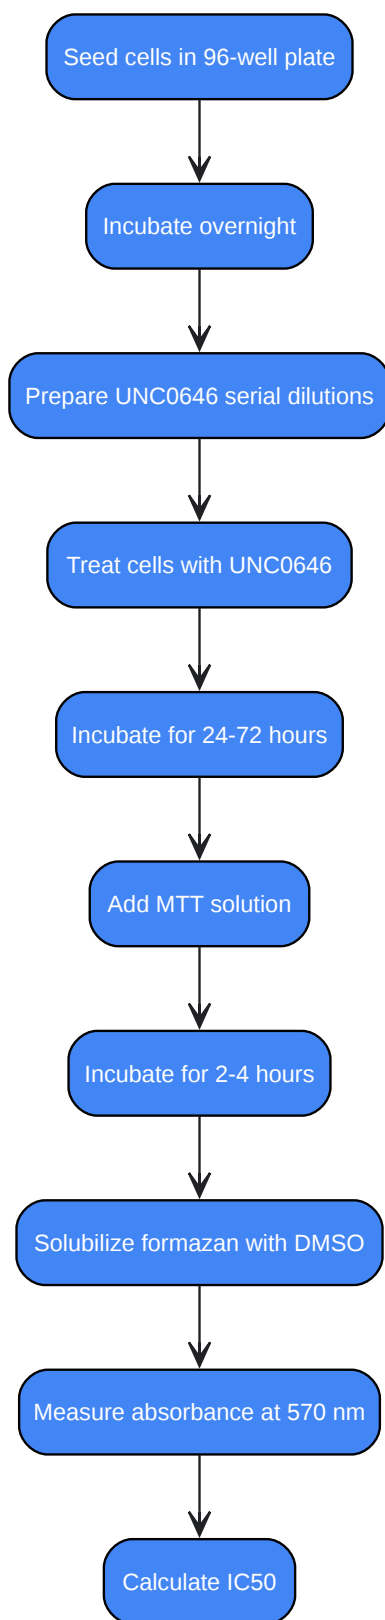 Seed cells in 96-well plate
Incubate overnight
Prepare UNC0646 serial dilutions
Treat cells with UNC0646
Incubate for 24-72 hours
Add MTT solution
Incubate for 2-4 hours
Solubilize formazan with DMSO
Measure absorbance at 570 nm
Calculate IC50